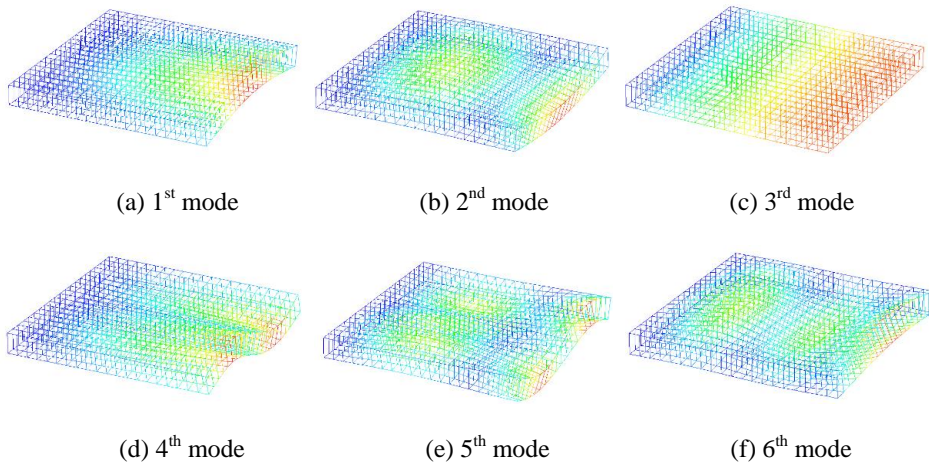 (a) 1st mode
(b) 2nd mode
(c) 3rd mode
(d) 4th mode
(e) 5th mode
(f) 6th mode